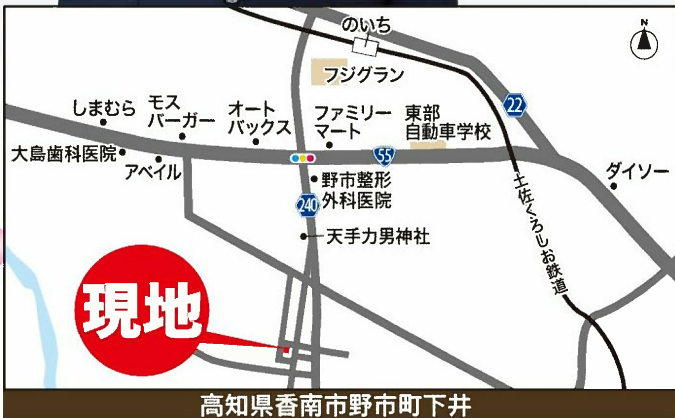 のいち
N
フジグラン
22
しまむら
モス
バーガー
オート
バックス
ファミリー
マート
東部
自動車学校
大島歯科医院
アベイル
55
ダイソー
野市整形
外科医院
240
土佐くろしお鉄道
天手力男神社
現地
高知県香南市野市町下井